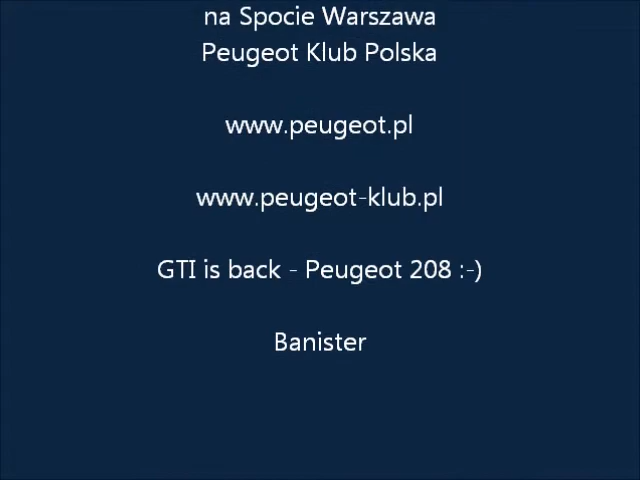 na Spocie Warszawa
Peugeot Klub Polska
www.peugeot.pl
www.peugeot-klub.pl
GTI is back - Peugeot 208 :-)
Banister